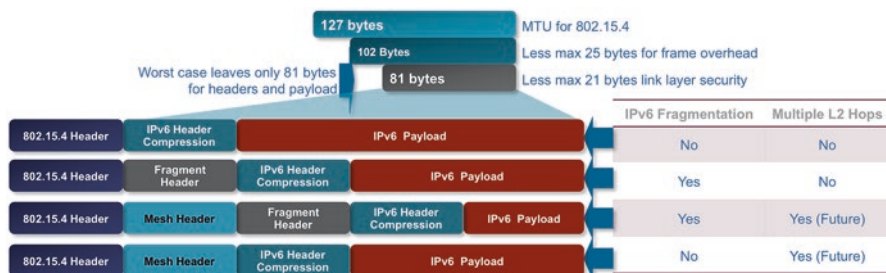 127 bytes
MTU for 802.15.4
102 Bytes
Less max 25 bytes for frame overhead
Worst case leaves only 81 bytes
for headers and payload
81 bytes
Less max 21 bytes link layer security
IPv6 Fragmentation
Multiple L2 Hops
802.15.4 Header
IPv6 Header
Compression
IPv6 Payload
No
No
802.15.4 Header
Fragment
Header
IPv6 Header
Compression
IPv6 Payload
Yes
No
802.15.4 Header
Mesh Header
Fragment
Header
IPv6 Header
Compression
IPv6 Payload
Yes
Yes (Future)
802.15.4 Header
Mesh Header
IPv6 Header
Compression
IPv6 Payload
No
Yes (Future)